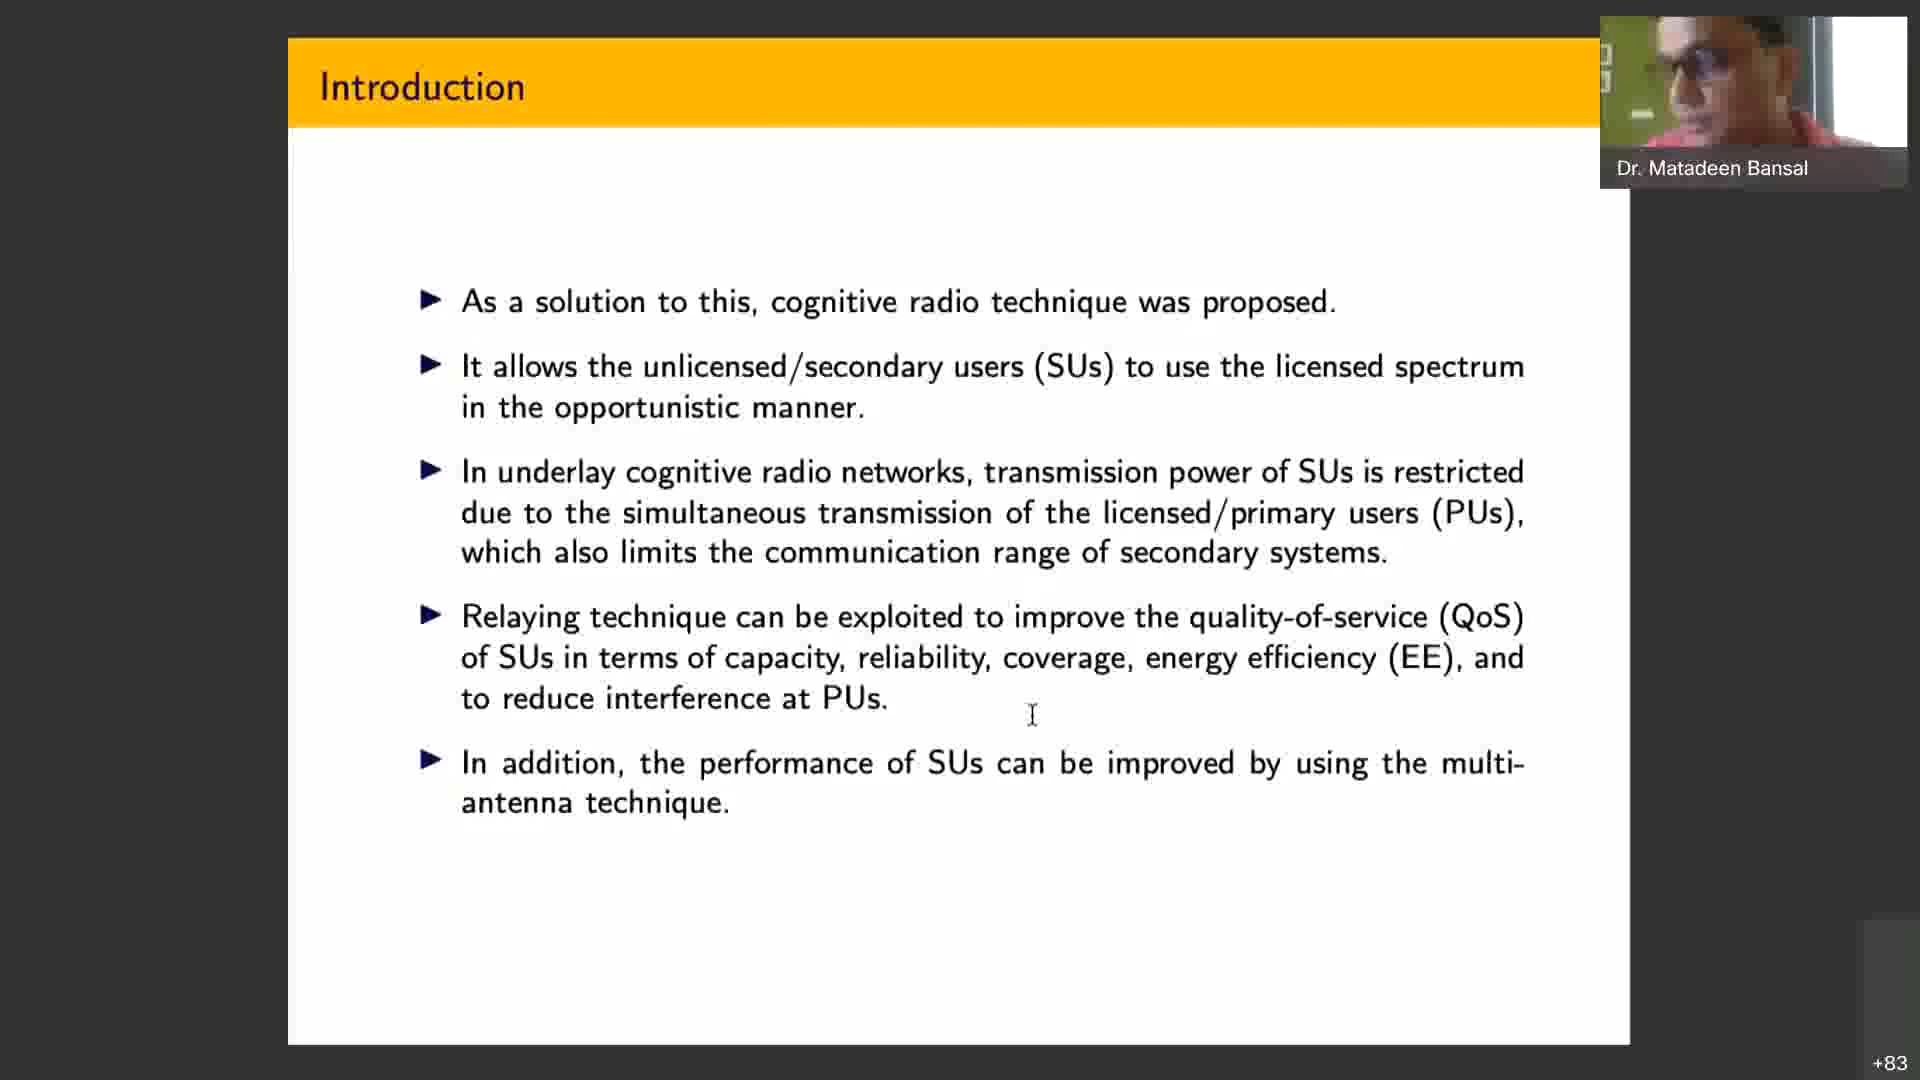 Introduction
Dr. Matadeen Bansal
▶ As a solution to this, cognitive radio technique was proposed.
▶ It allows the unlicensed/secondary users (SUs) to use the licensed spectrum
in the opportunistic manner.
▶ In underlay cognitive radio networks, transmission power of SUs is restricted
due to the simultaneous transmission of the licensed/primary users (PUs),
which also limits the communication range of secondary systems.
▶ Relaying technique can be exploited to improve the quality-of-service (QoS)
of SUs in terms of capacity, reliability, coverage, energy efficiency (EE), and
to reduce interference at PUs.
▶ In addition, the performance of SUs can be improved by using the multi-
antenna technique.
+83